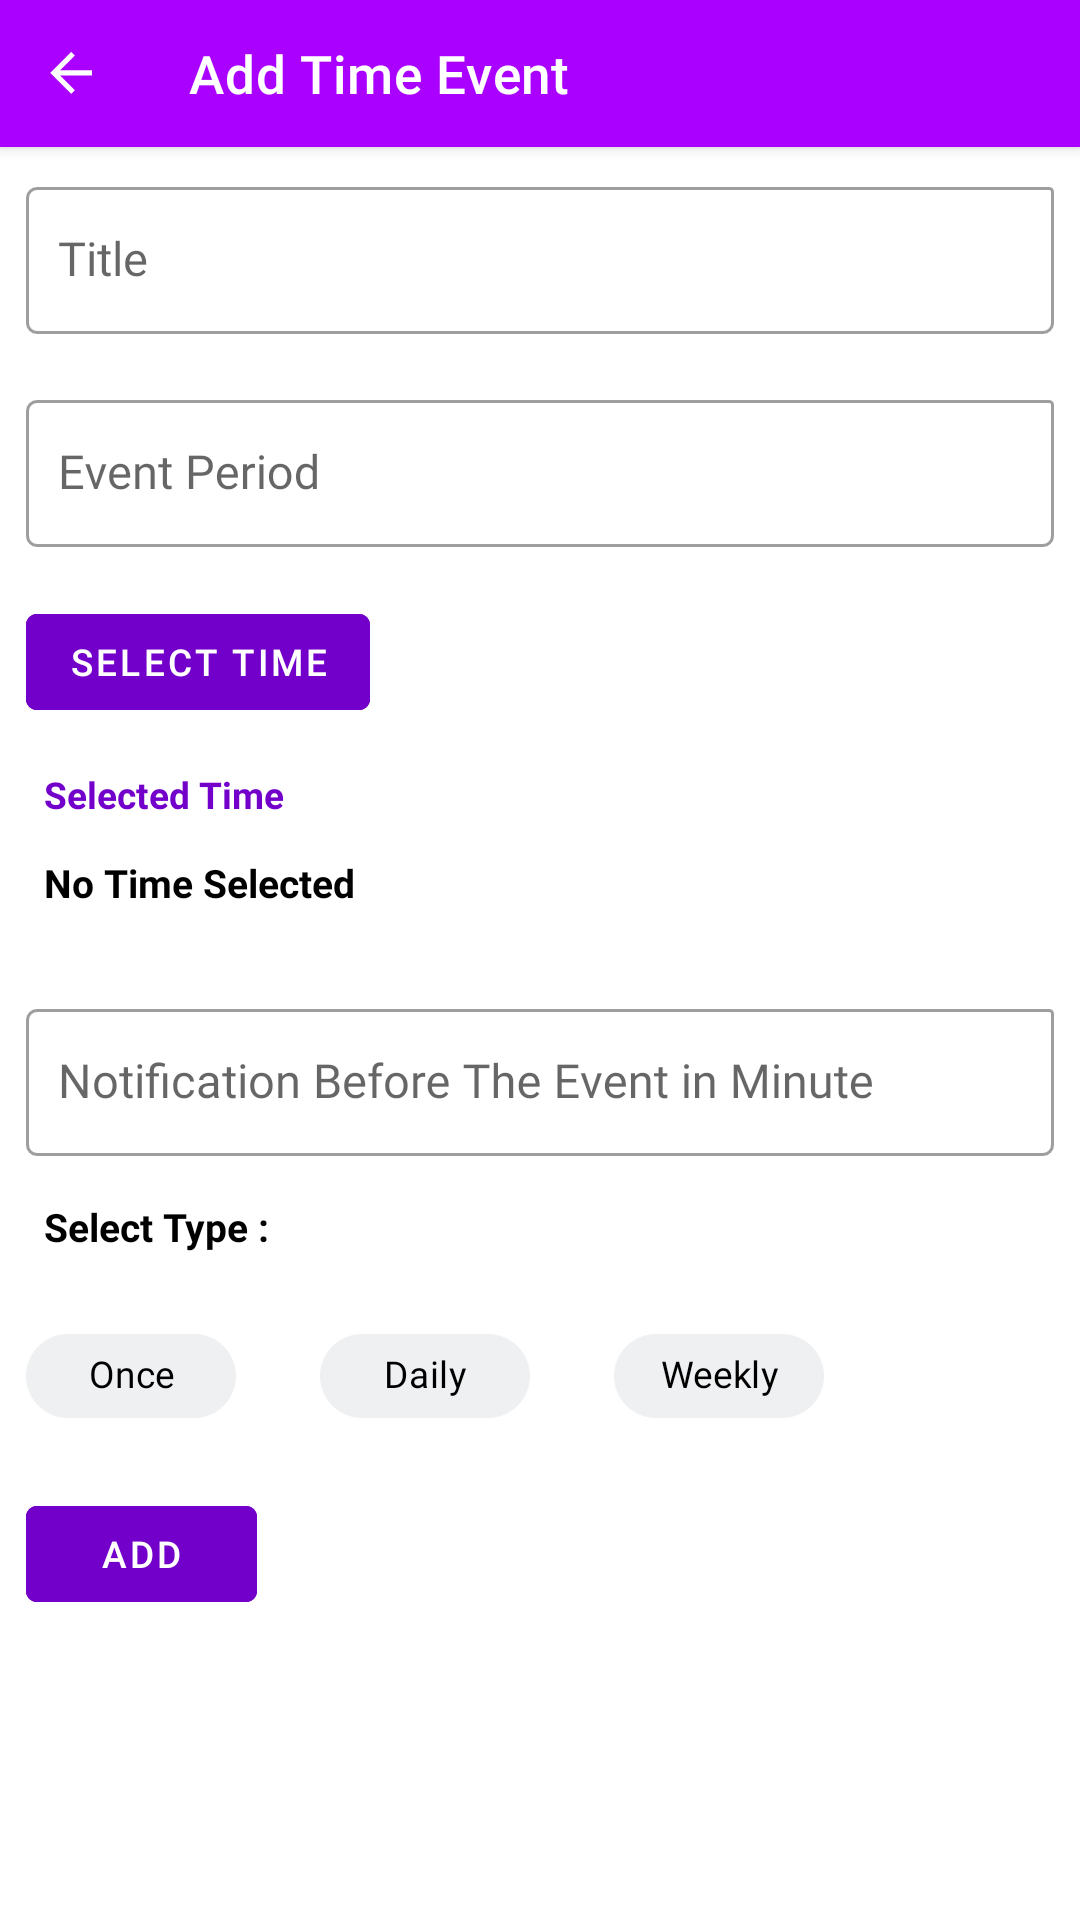 Add Time Event
Title
Event Period
SELECT TIME
Selected Time
No Time Selected
Notification Before The Event in Minute
Select Type :
Once Daily Weekly
ADD